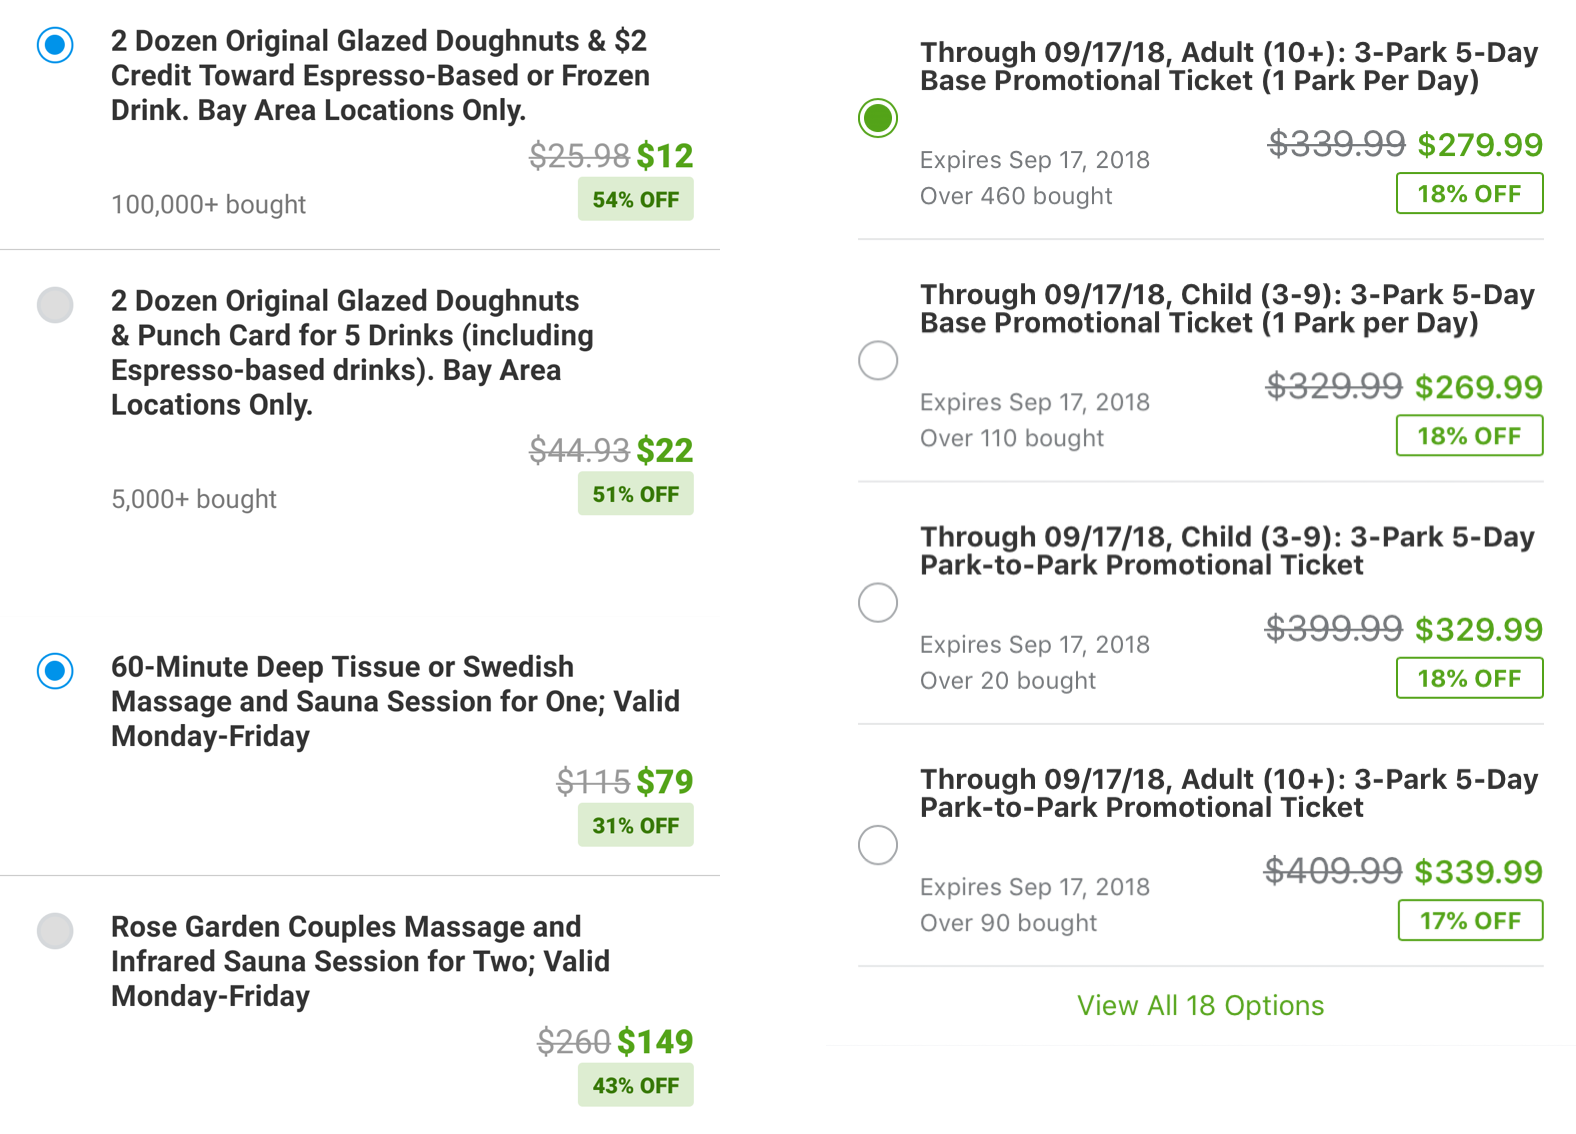 2 Dozen Original Glazed Doughnuts & $2
Credit Toward Espresso-Based or Frozen
Drink. Bay Area Locations Only.
$25.98 $12
100,000+ bought
54% OFF
2 Dozen Original Glazed Doughnuts
& Punch Card for 5 Drinks (including
Espresso-based drinks). Bay Area
Locations Only.
$44.93 $22
5,000+ bought
51% OFF
60-Minute Deep Tissue or Swedish
Massage and Sauna Session for One; Valid
Monday-Friday
$115 $79
31% OFF
Rose Garden Couples Massage and
Infrared Sauna Session for Two; Valid
Monday-Friday
$260 $149
43% OFF
Through 09/17/18, Adult (10+): 3-Park 5-Day
Base Promotional Ticket (1 Park Per Day)
$339.99 $279.99
Expires Sep 17, 2018
Over 460 bought
18% OFF
Through 09/17/18, Child (3-9): 3-Park 5-Day
Base Promotional Ticket (1 Park per Day)
$329.99 $269.99
Expires Sep 17, 2018
Over 110 bought
18% OFF
Through 09/17/18, Child (3-9): 3-Park 5-Day
Park-to-Park Promotional Ticket
$399.99 $329.99
Expires Sep 17, 2018
Over 20 bought
18% OFF
Through 09/17/18, Adult (10+): 3-Park 5-Day
Park-to-Park Promotional Ticket
$409.99 $339.99
Expires Sep 17, 2018
Over 90 bought
17% OFF
View All 18 Options